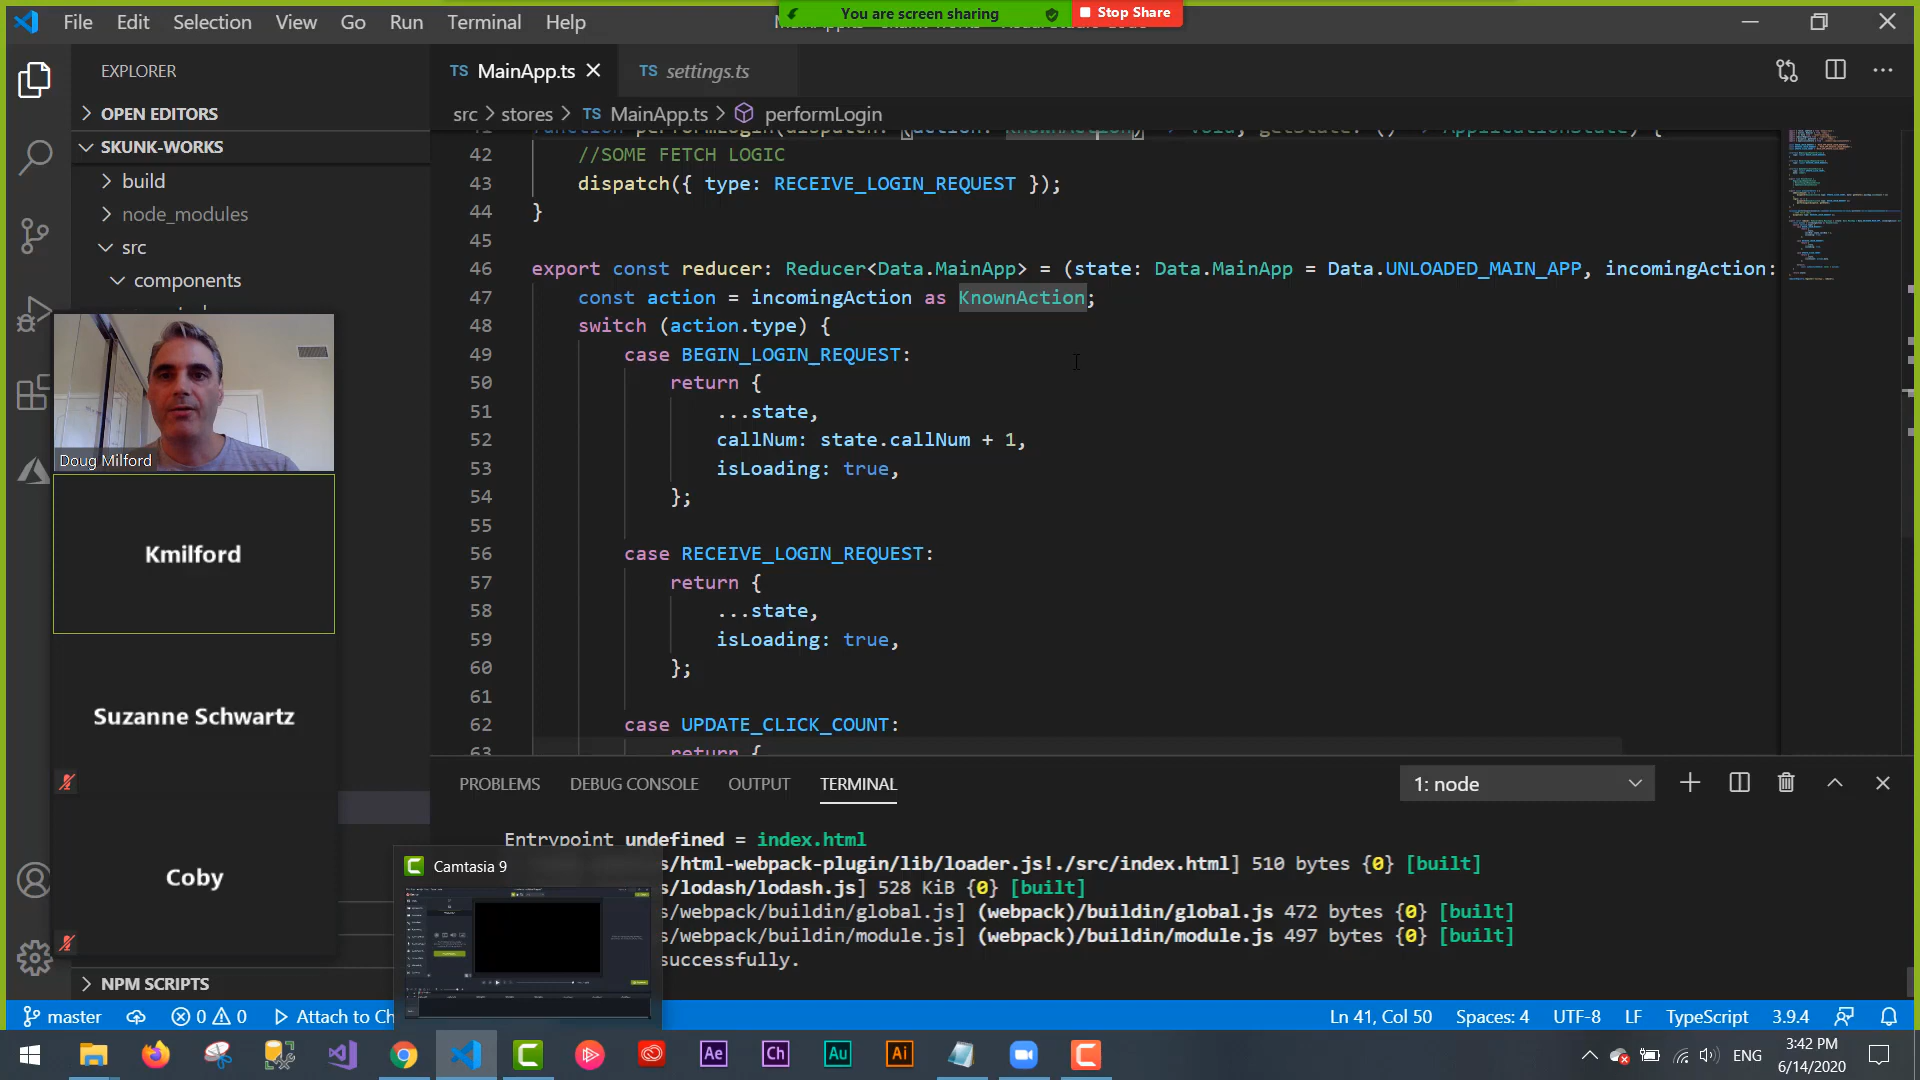 File Edit Selection View Go Run Terminal Help
You are screen sharing
Stop Share
EXPLORER
TS MainApp.ts
TS settings.ts
OPEN EDITORS
src > stores > TS MainApp.ts > performLogin
SKUNK-WORKS
build
node_modules
src
components
42 //SOME FETCH LOGIC
43 dispatch({ type: RECEIVE_LOGIN_REQUEST });
44 }
45
46 export const reducer: Reducer<Data.MainApp> = (state: Data.MainApp = Data.UNLOADED_MAIN_APP, incomingAction:
47 const action = incomingAction as KnownAction;
48 switch (action.type) {
49 case BEGIN_LOGIN_REQUEST:
50 return {
51 ...state,
52 callNum: state.callNum + 1,
53 isLoading: true,
54 };
55
56 case RECEIVE_LOGIN_REQUEST:
57 return {
58 ...state,
59 isLoading: true,
60 };
61
62 case UPDATE_CLICK_COUNT:
63 return {
Doug Milford
Kmilford
Suzanne Schwartz
Coby
NPM SCRIPTS
PROBLEMS DEBUG CONSOLE OUTPUT TERMINAL
1: node
Entrypoint undefined = index.html
s/html-webpack-plugin/lib/loader.js!./src/index.html] 510 bytes {0} [built]
s/lodash/lodash.js] 528 KiB {0} [built]
s/webpack/buildin/global.js] (webpack)/buildin/global.js 472 bytes {0} [built]
s/webpack/buildin/module.js] (webpack)/buildin/module.js 497 bytes {0} [built]
successfully.
Camtasia 9
master
0 0
Attach to Ch
Ln 41, Col 50
Spaces: 4
UTF-8
LF
TypeScript
3.9.4
Ae
Ch
Au
Ai
ENG
3:42 PM
6/14/2020